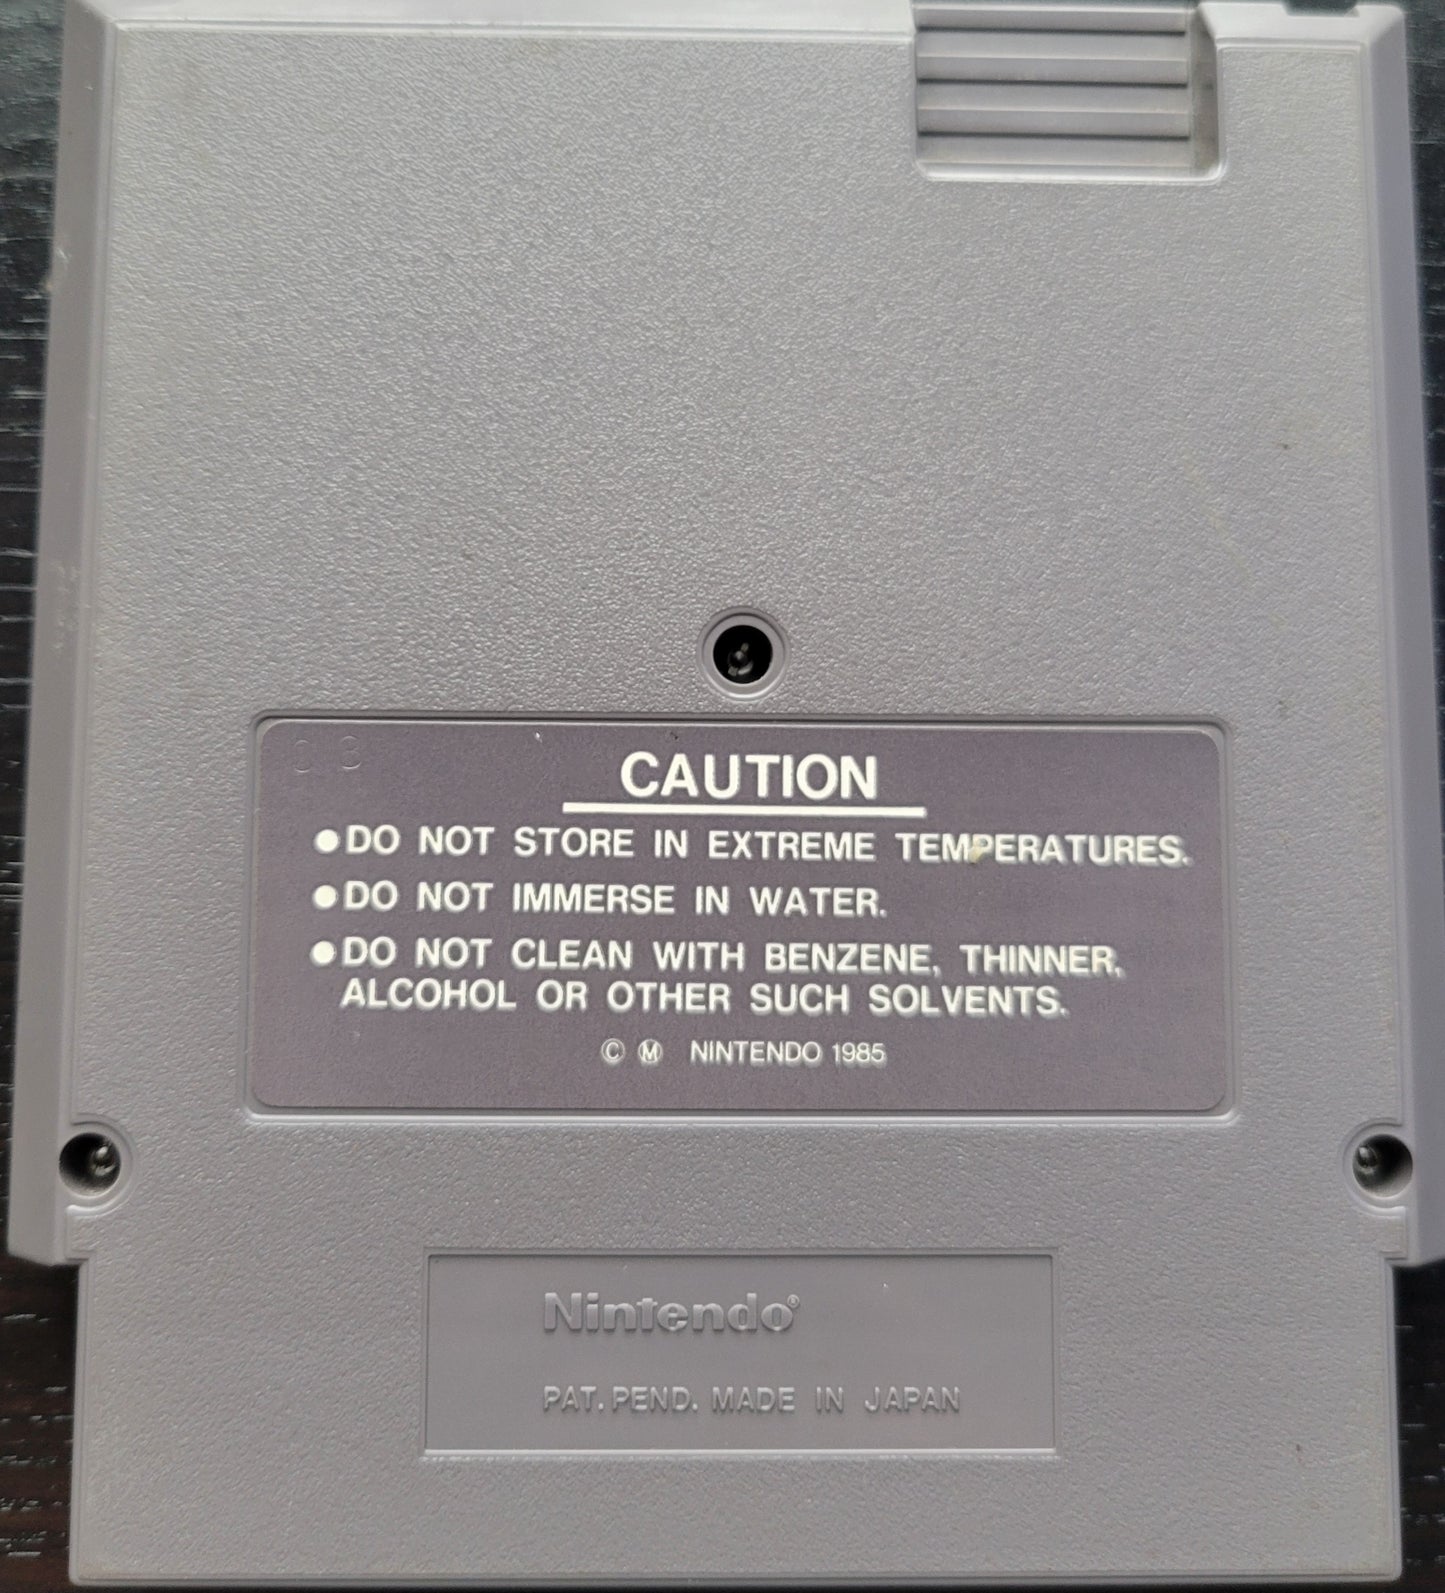 CAUTION
●DO NOT STORE IN EXTREME TEMPERATURES.
●DO NOT IMMERSE IN WATER.
●DO NOT CLEAN WITH BENZENE, THINNER,
ALCOHOL OR OTHER SUCH SOLVENTS.
Ⓒ Ⓜ NINTENDO 1985
Nintendo®
PAT. PEND. MADE IN JAPAN